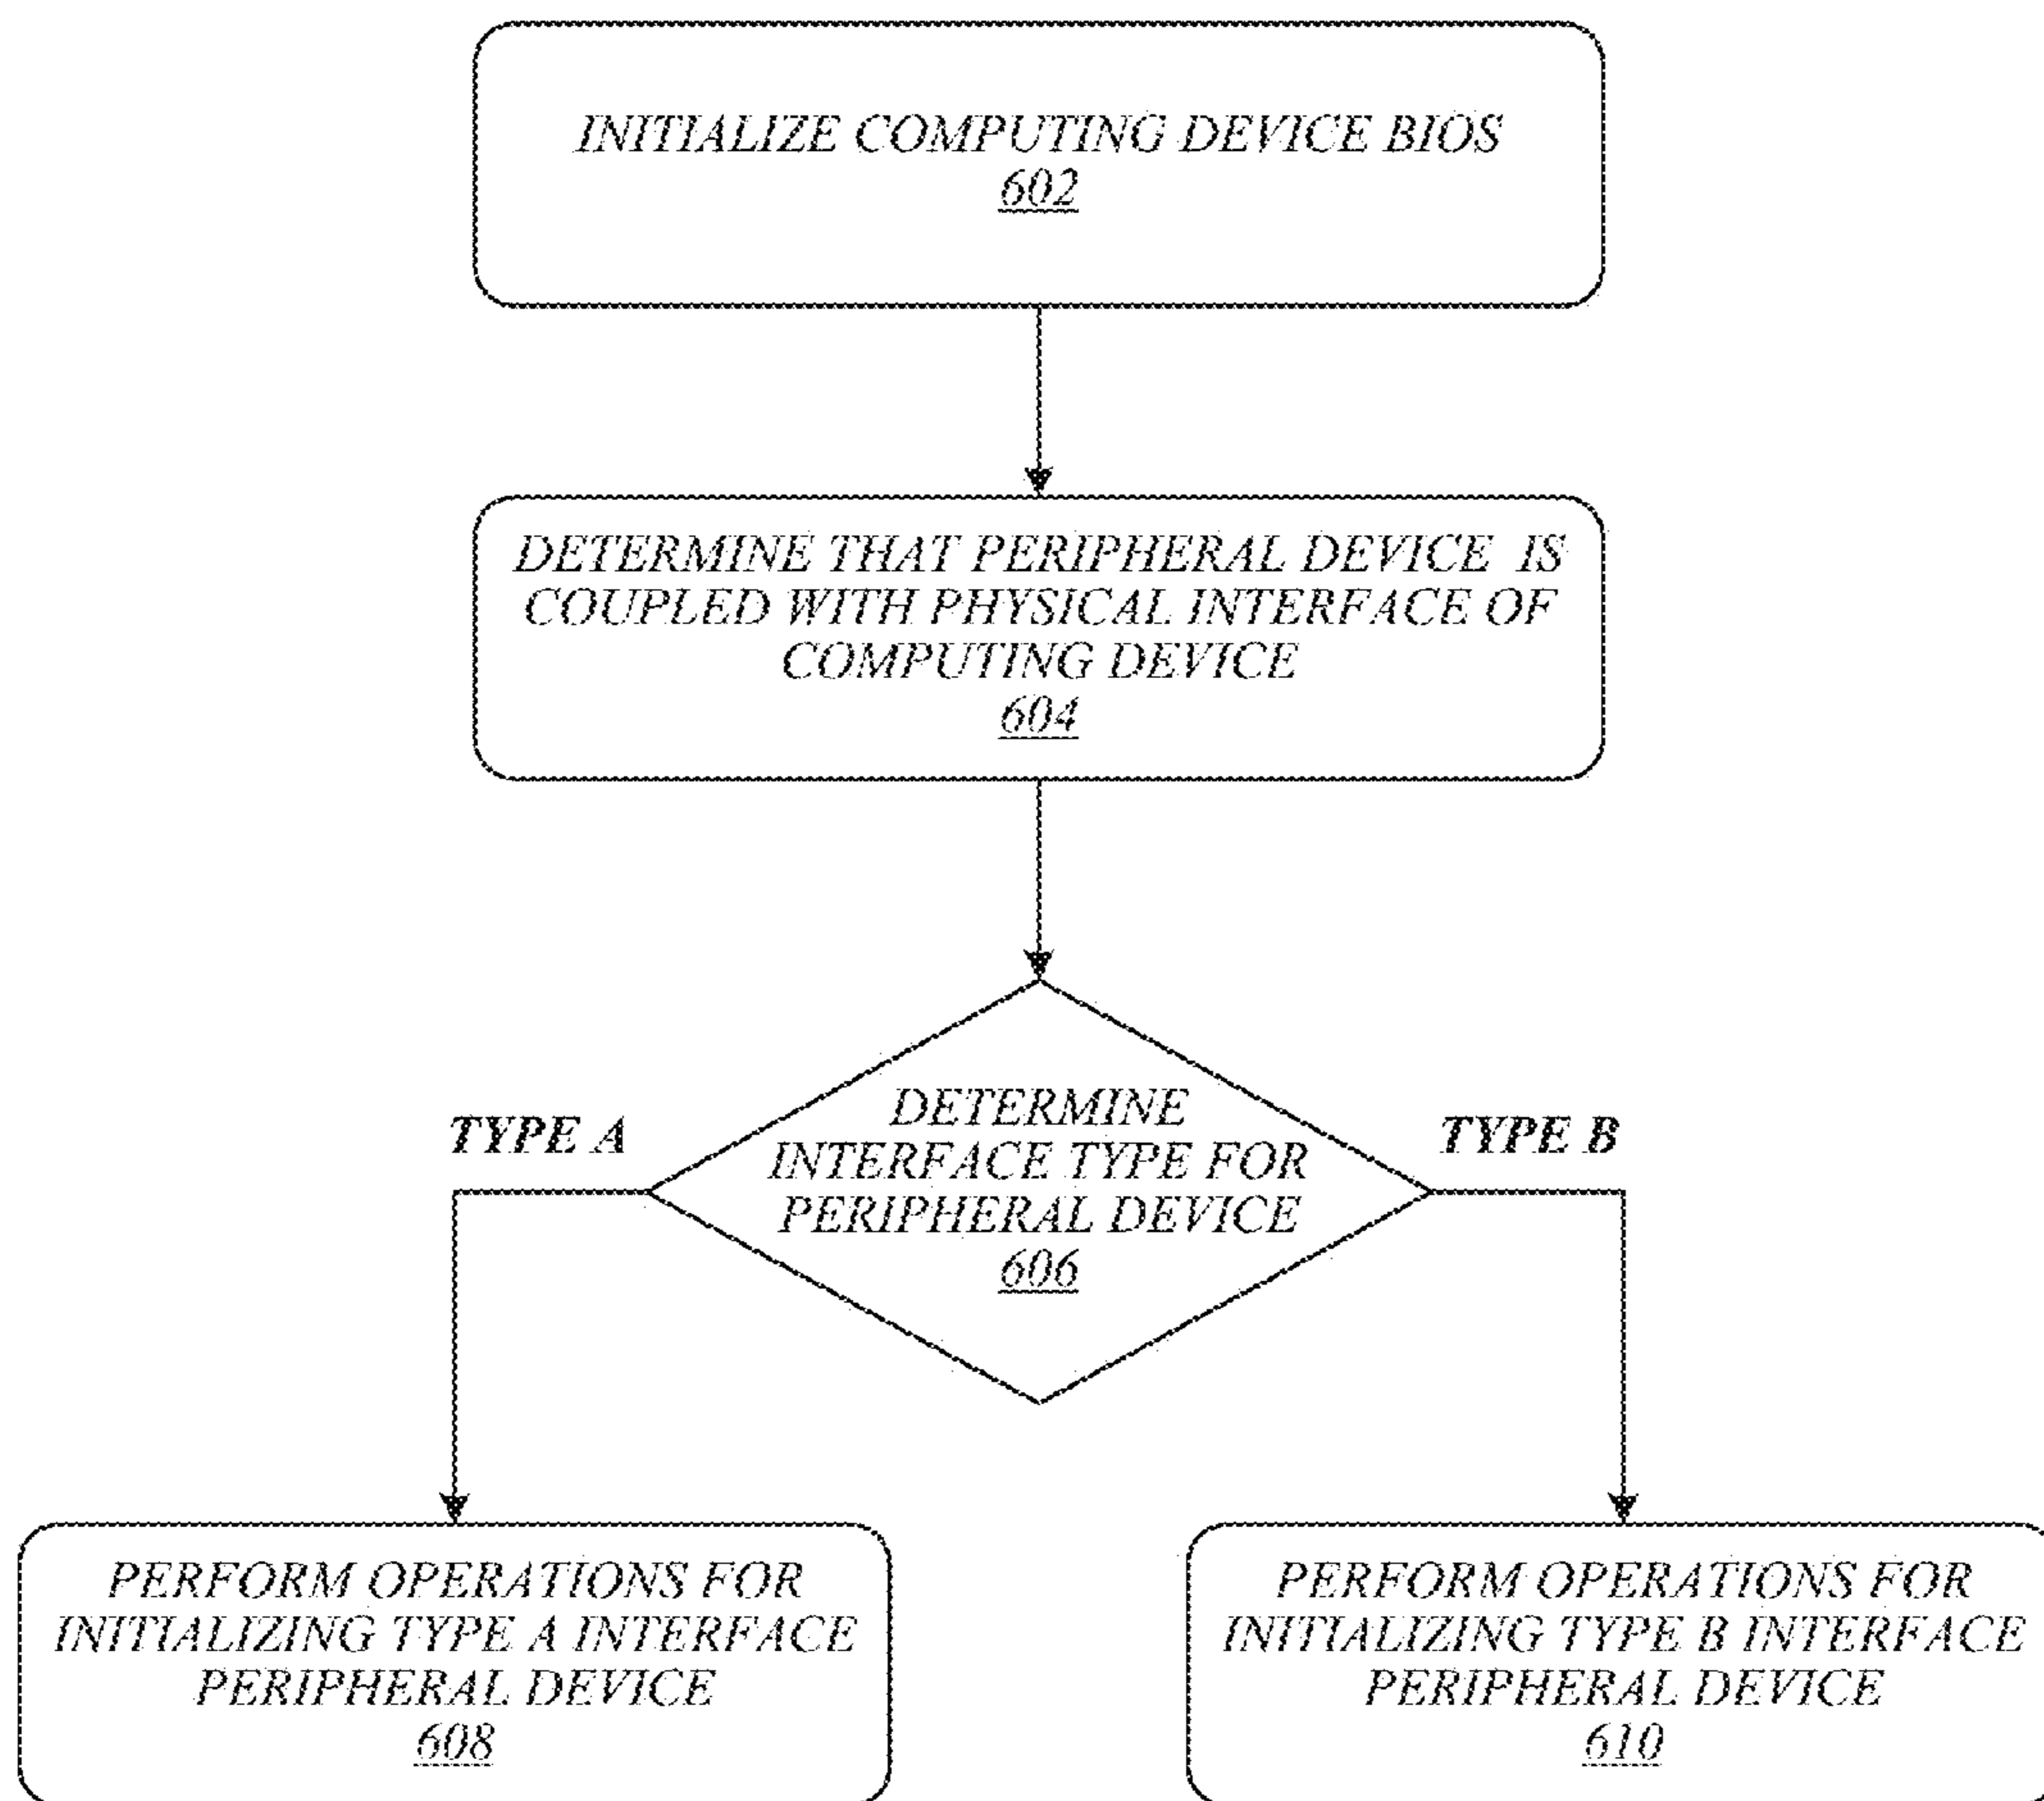 INITIALIZE COMPUTING DEVICE BIOS
602
DETERMINE THAT PERIPHERAL DEVICE IS
COUPLED WITH PHYSICAL INTERFACE OF
COMPUTING DEVICE
604
DETERMINE
INTERFACE TYPE FOR
PERIPHERAL DEVICE
606
TYPE A
TYPE B
PERFORM OPERATIONS FOR
INITIALIZING TYPE A INTERFACE
PERIPHERAL DEVICE
608
PERFORM OPERATIONS FOR
INITIALIZING TYPE B INTERFACE
PERIPHERAL DEVICE
610